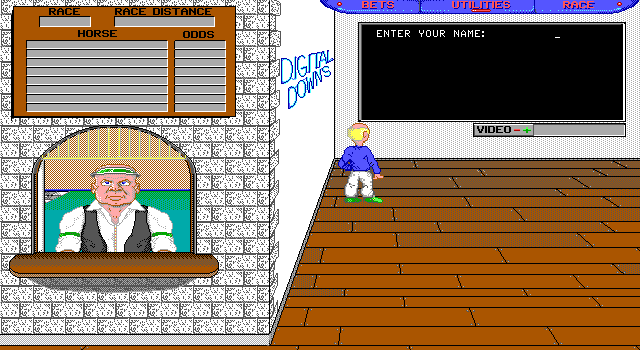 RACE RACE DISTANCE
HORSE ODDS
DIGITAL
DOWNS
BETS UTILITIES RACE
ENTER YOUR NAME: _
VIDEO - +